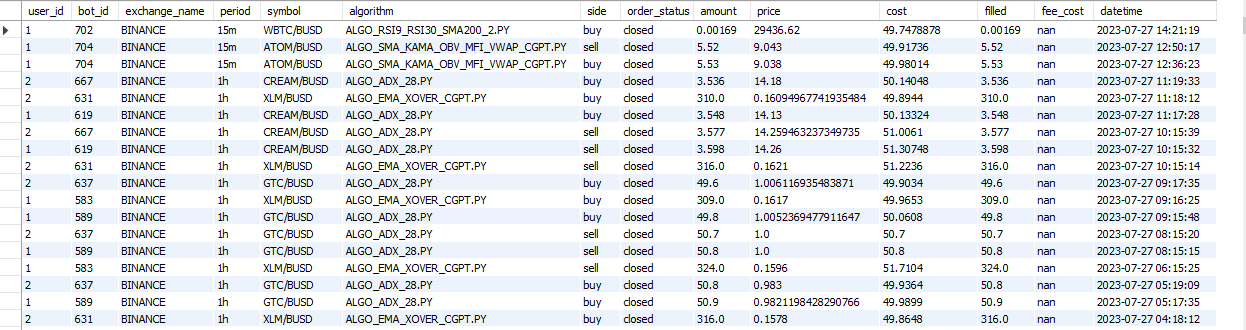 user_id bot_id exchange_name period symbol algorithm side order_status amount price cost filled fee_cost datetime
1 702 BINANCE 15m WBTC/BUSD ALGO_RSI9_RSI30_SMA200_2.PY buy closed 0.00169 29436.62 49.7478878 0.00169 nan 2023-07-27 14:21:19
1 704 BINANCE 15m ATOM/BUSD ALGO_SMA_KAMA_OBV_MFI_VWAP_CGPT.PY sell closed 5.52 9.043 49.91736 5.52 nan 2023-07-27 12:50:17
1 704 BINANCE 15m ATOM/BUSD ALGO_SMA_KAMA_OBV_MFI_VWAP_CGPT.PY buy closed 5.53 9.038 49.98014 5.53 nan 2023-07-27 12:36:23
2 667 BINANCE 1h CREAM/BUSD ALGO_ADX_28.PY buy closed 3.536 14.18 50.14048 3.536 nan 2023-07-27 11:19:33
2 631 BINANCE 1h XLM/BUSD ALGO_EMA_XOVER_CGPT.PY buy closed 310.0 0.16094967741935484 49.8944 310.0 nan 2023-07-27 11:18:12
1 619 BINANCE 1h CREAM/BUSD ALGO_ADX_28.PY buy closed 3.548 14.13 50.13324 3.548 nan 2023-07-27 11:17:28
2 667 BINANCE 1h CREAM/BUSD ALGO_ADX_28.PY sell closed 3.577 14.259463237349735 51.0061 3.577 nan 2023-07-27 10:15:39
1 619 BINANCE 1h CREAM/BUSD ALGO_ADX_28.PY sell closed 3.598 14.26 51.30748 3.598 nan 2023-07-27 10:15:32
2 631 BINANCE 1h XLM/BUSD ALGO_EMA_XOVER_CGPT.PY sell closed 316.0 0.1621 51.2236 316.0 nan 2023-07-27 10:15:14
2 637 BINANCE 1h GTC/BUSD ALGO_ADX_28.PY buy closed 49.6 1.006116935483871 49.9034 49.6 nan 2023-07-27 09:17:35
1 583 BINANCE 1h XLM/BUSD ALGO_EMA_XOVER_CGPT.PY buy closed 309.0 0.1617 49.9653 309.0 nan 2023-07-27 09:16:25
1 589 BINANCE 1h GTC/BUSD ALGO_ADX_28.PY buy closed 49.8 1.0052369477911647 50.0608 49.8 nan 2023-07-27 09:15:48
2 637 BINANCE 1h GTC/BUSD ALGO_ADX_28.PY sell closed 50.7 1.0 50.7 50.7 nan 2023-07-27 08:15:20
1 589 BINANCE 1h GTC/BUSD ALGO_ADX_28.PY sell closed 50.8 1.0 50.8 50.8 nan 2023-07-27 08:15:15
1 583 BINANCE 1h XLM/BUSD ALGO_EMA_XOVER_CGPT.PY sell closed 324.0 0.1596 51.7104 324.0 nan 2023-07-27 06:15:25
2 637 BINANCE 1h GTC/BUSD ALGO_ADX_28.PY buy closed 50.8 0.983 49.9364 50.8 nan 2023-07-27 05:19:09
1 589 BINANCE 1h GTC/BUSD ALGO_ADX_28.PY buy closed 50.9 0.9821198428290766 49.9899 50.9 nan 2023-07-27 05:17:35
2 631 BINANCE 1h XLM/BUSD ALGO_EMA_XOVER_CGPT.PY buy closed 316.0 0.1578 49.8648 316.0 nan 2023-07-27 04:18:12